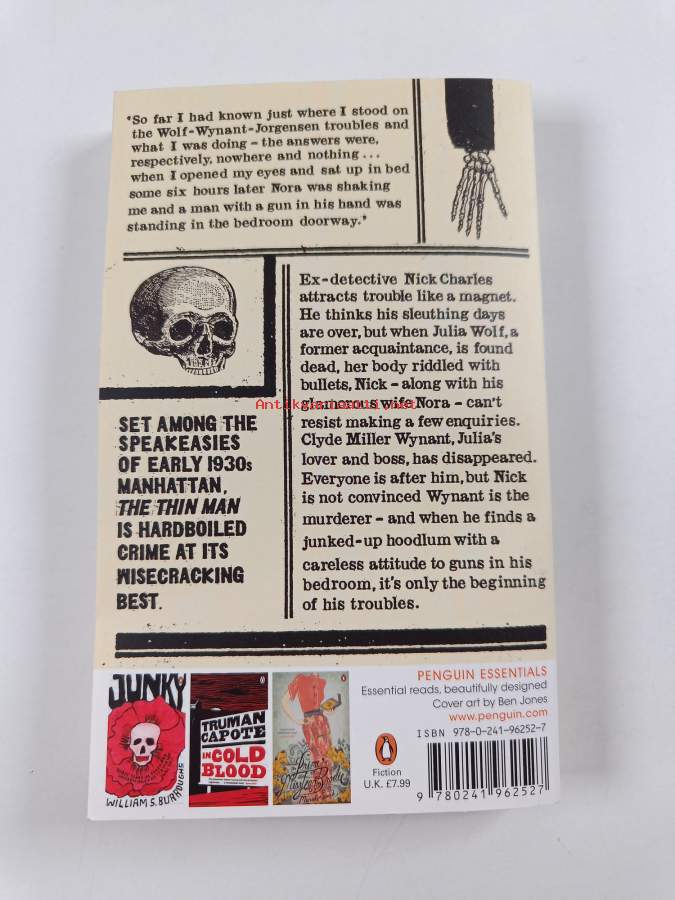 ‘So far I had known just where I stood on
the Wolf-Wynant-Jorgensen troubles and
what I was doing - the answers were,
respectively, nowhere and nothing...
when I opened my eyes and sat up in bed
some six hours later Nora was shaking
me and a man with a gun in his hand was
standing in the bedroom doorway.’
Ex-detective Nick Charles
attracts trouble like a magnet.
He thinks his sleuthing days
are over, but when Julia Wolf, a
former acquaintance, is found
dead, her body riddled with
bullets, Nick - along with his
glamorous wife Nora - can't
resist making a few enquiries.
Clyde Miller Wynant, Julia's
lover and boss, has disappeared.
Everyone is after him, but Nick
is not convinced Wynant is the
murderer - and when he finds a
junked-up hoodlum with a
careless attitude to guns in his
bedroom, it's only the beginning
of his troubles.
SET AMONG THE
SPEAKEASIES
OF EARLY 1930s
MANHATTAN,
THE THIN MAN
IS HARDBOILED
CRIME AT ITS
WISECRACKING
BEST.
JUNKY
WILLIAM S. BURROUGHS
TRUMAN
CAPOTE
IN COLD
BLOOD
PENGUIN ESSENTIALS
Essential reads, beautifully designed
Cover art by Ben Jones
www.penguin.com
ISBN 978-0-241-96252-7
Fiction
U.K. £7.99
9 780241 962527